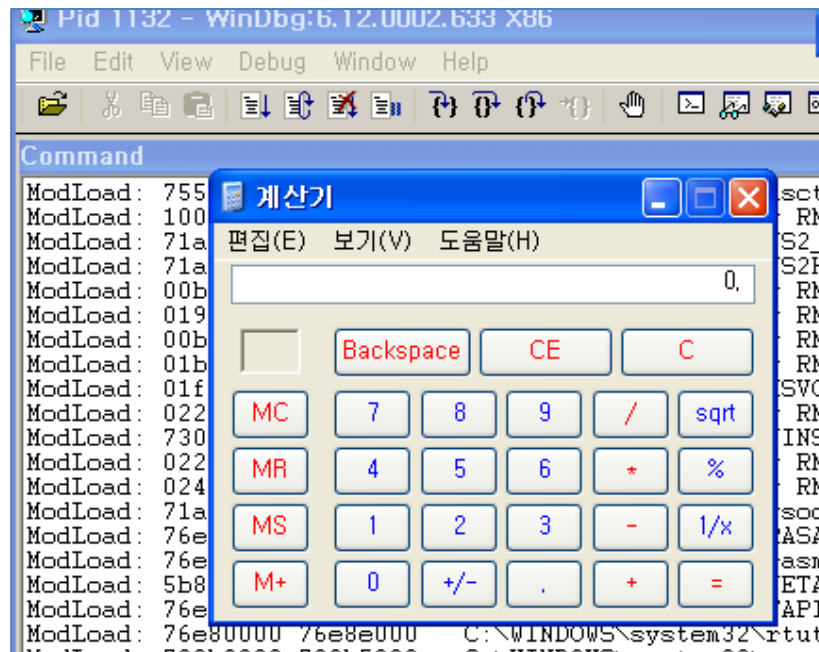 Pid 1132 - WinDbg:6.12.0002.633 X86
File Edit View Debug Window Help
Command
ModLoad: 755
ModLoad: 100
ModLoad: 71a
ModLoad: 71a
ModLoad: 00b
ModLoad: 019
ModLoad: 00b
ModLoad: 01b
ModLoad: 01f
ModLoad: 022
ModLoad: 730
ModLoad: 022
ModLoad: 024
ModLoad: 71a
ModLoad: 76e
ModLoad: 76e
ModLoad: 5b8
ModLoad: 76e
ModLoad: 76e80000 76e8e000 C:\WINDOWS\system32\rtut
계산기
편집(E) 보기(V) 도움말(H)
0,
Backspace CE C
MC 7 8 9 / sqrt
MR 4 5 6 * %
MS 1 2 3 - 1/x
M+ 0 +/- . + =